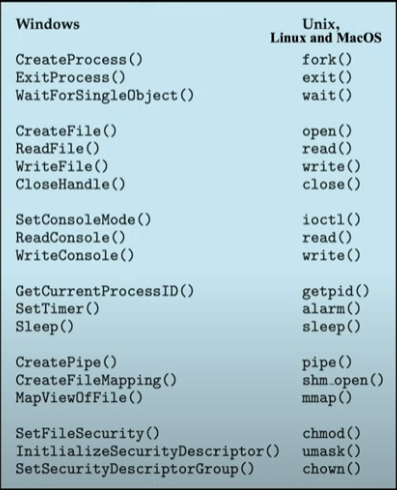 Windows Unix,
Linux and MacOS
CreateProcess() fork()
ExitProcess() exit()
WaitForSingleObject() wait()
CreateFile() open()
ReadFile() read()
WriteFile() write()
CloseHandle() close()
SetConsoleMode() ioctl()
ReadConsole() read()
WriteConsole() write()
GetCurrentProcessID() getpid()
SetTimer() alarm()
Sleep() sleep()
CreatePipe() pipe()
CreateFileMapping() shm_open()
MapViewOfFile() mmap()
SetFileSecurity() chmod()
InitlializeSecurityDescriptor() umask()
SetSecurityDescriptorGroup() chown()